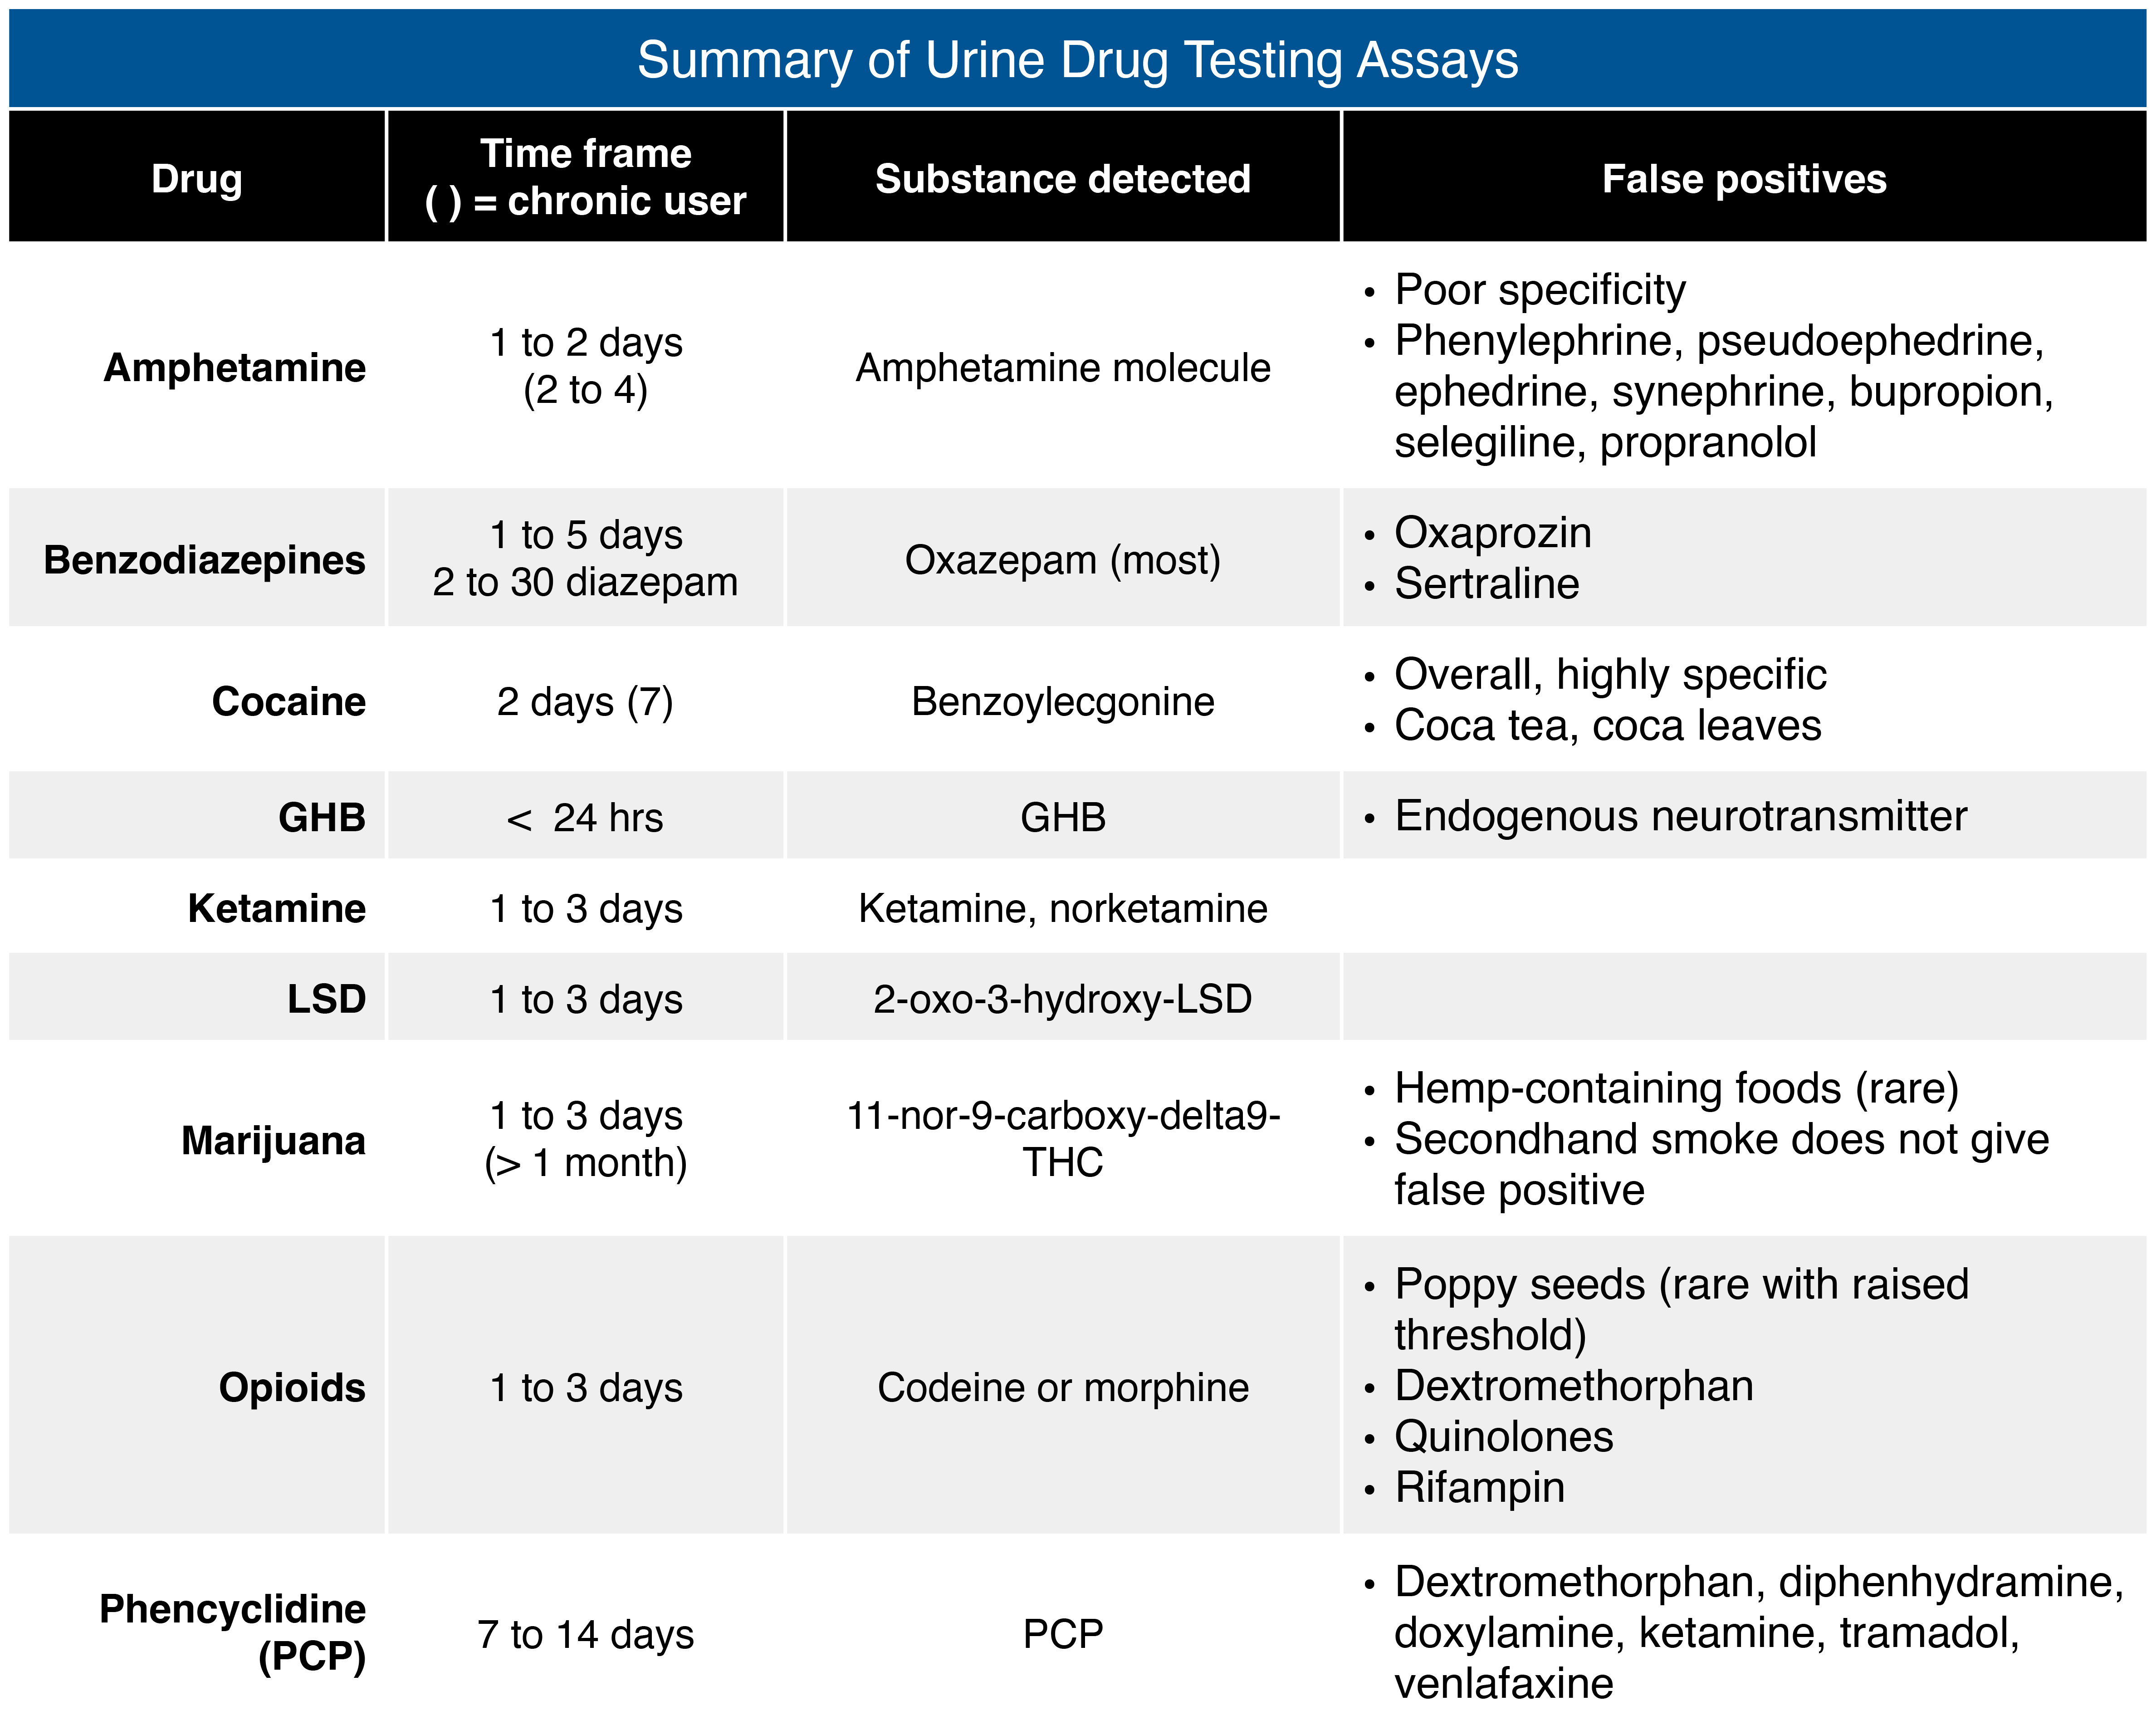 Summary of Urine Drug Testing Assays
Drug
Time frame
( ) = chronic user
Substance detected
False positives
Amphetamine
1 to 2 days
(2 to 4)
Amphetamine molecule
• Poor specificity
• Phenylephrine, pseudoephedrine,
ephedrine, synephrine, bupropion,
selegiline, propranolol
Benzodiazepines
1 to 5 days
2 to 30 diazepam
Oxazepam (most)
• Oxaprozin
• Sertraline
Cocaine
2 days (7)
Benzoylecgonine
• Overall, highly specific
• Coca tea, coca leaves
GHB
< 24 hrs
GHB
• Endogenous neurotransmitter
Ketamine
1 to 3 days
Ketamine, norketamine
LSD
1 to 3 days
2-oxo-3-hydroxy-LSD
Marijuana
1 to 3 days
(> 1 month)
11-nor-9-carboxy-delta9-
THC
• Hemp-containing foods (rare)
• Secondhand smoke does not give
false positive
Opioids
1 to 3 days
Codeine or morphine
• Poppy seeds (rare with raised
threshold)
• Dextromethorphan
• Quinolones
• Rifampin
Phencyclidine
(PCP)
7 to 14 days
PCP
• Dextromethorphan, diphenhydramine,
doxylamine, ketamine, tramadol,
venlafaxine